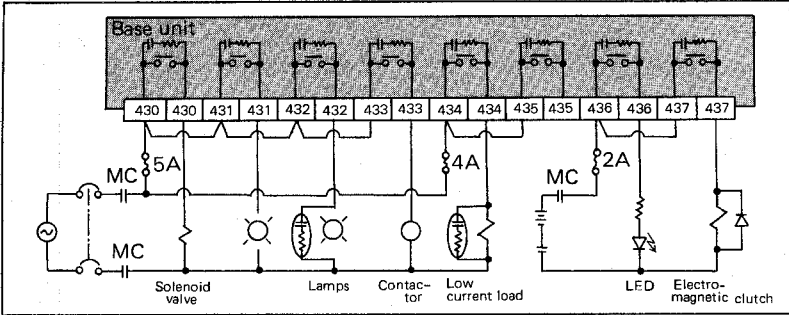 Base unit
430 430 431 431 432 432 433 433 434 434 435 435 436 436 437 437
5A 4A 2A
MC MC
MC
Solenoid valve
Lamps
Contac-
tor
Low
current load
LED
Electro-
magnetic clutch